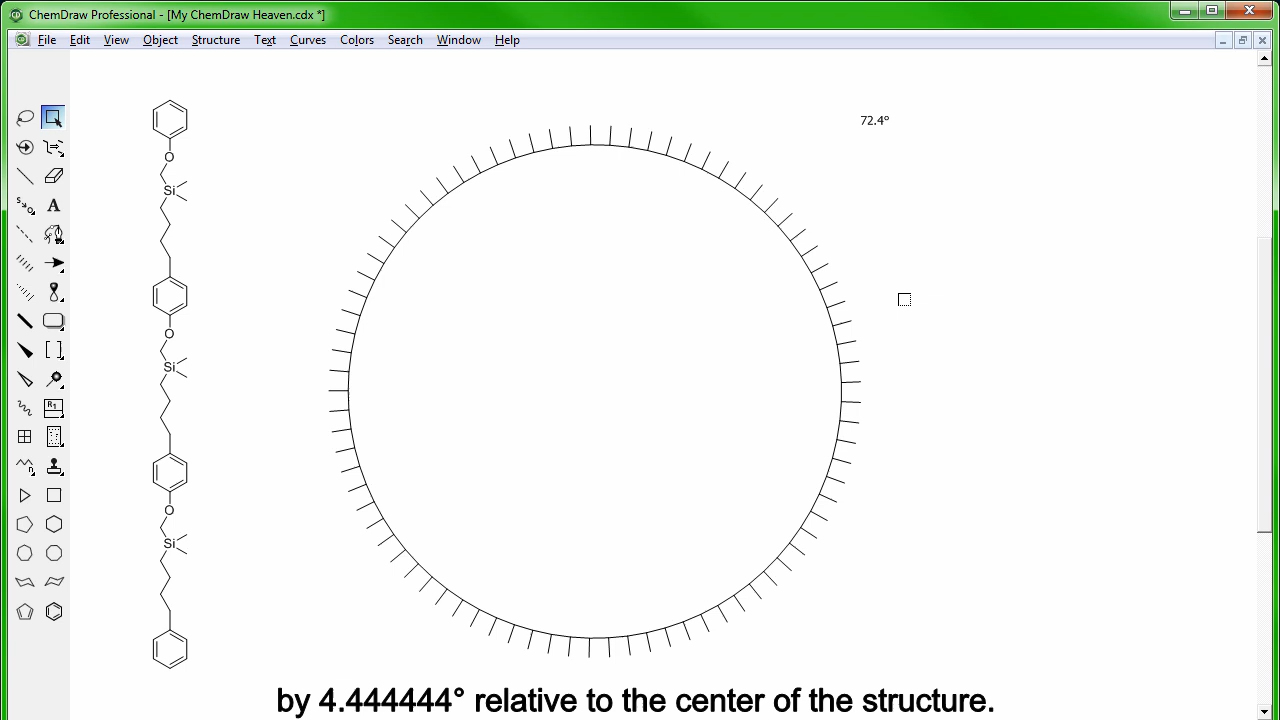 ChemDraw Professional - [My ChemDraw Heaven.cdx *]
File Edit View Object Structure Text Curves Colors Search Window Help
72.4°
O
Si
O
Si
O
Si
A
R1
n
by 4.444444° relative to the center of the structure.